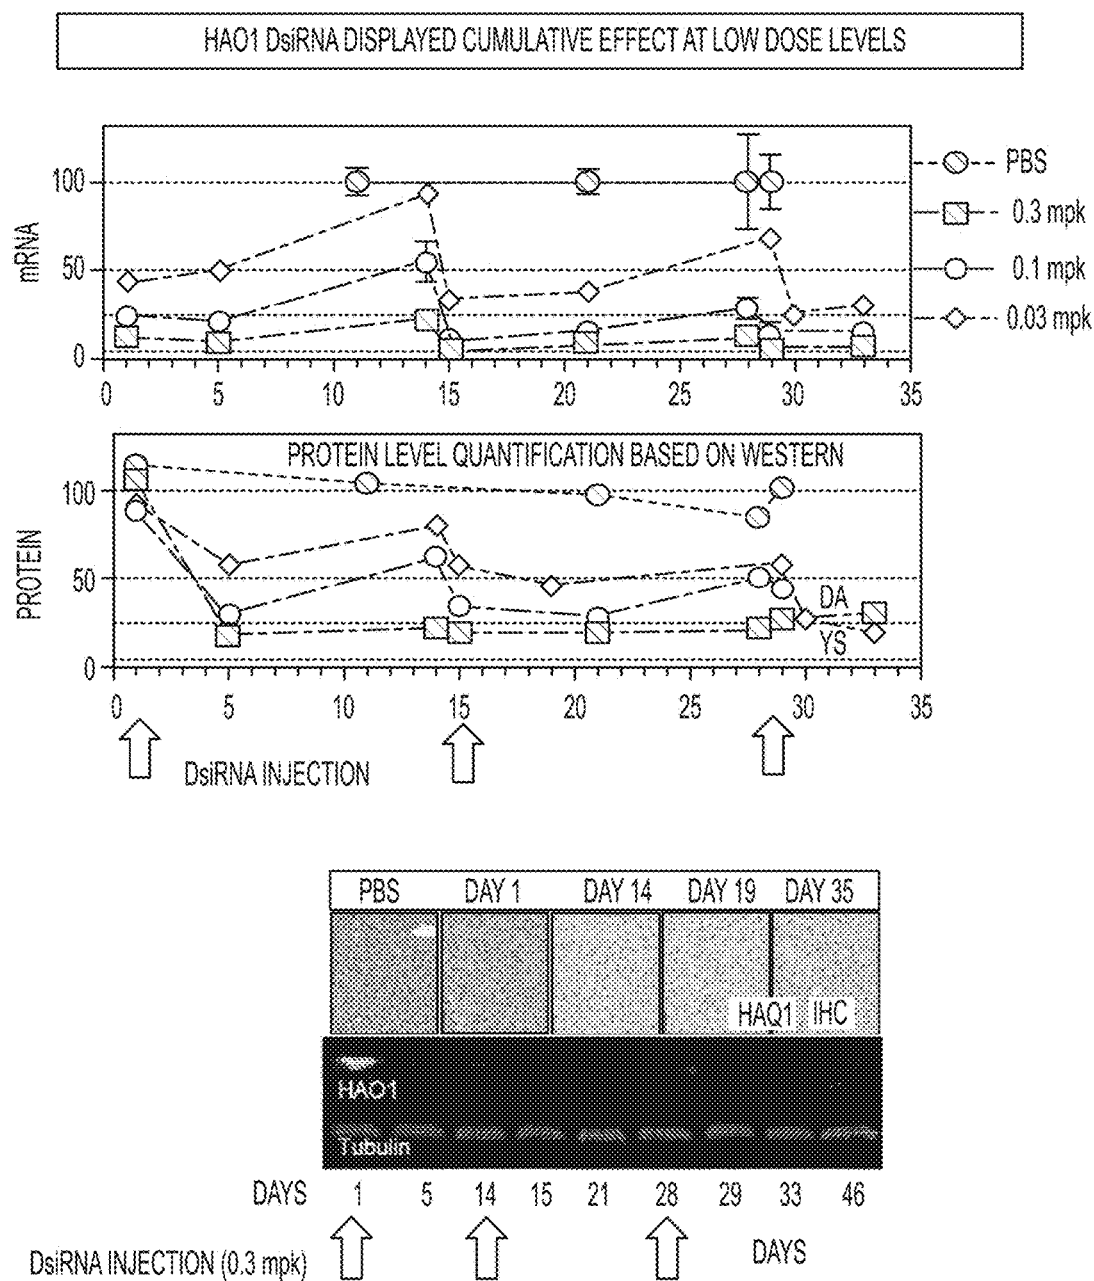 HAO1 DsiRNA DISPLAYED CUMULATIVE EFFECT AT LOW DOSE LEVELS
mRNA
100
50
0
0 5 10 15 20 25 30 35
PBS
0.3 mpk
0.1 mpk
0.03 mpk
PROTEIN LEVEL QUANTIFICATION BASED ON WESTERN
PROTEIN
100
50
0
DA
YS
0 5 10 15 20 25 30 35
DsiRNA INJECTION
PBS DAY 1 DAY 14 DAY 19 DAY 35
HAQ1 IHC
HAO1
Tubulin
DAYS 1 5 14 15 21 28 29 33 46
DsiRNA INJECTION (0.3 mpk) DAYS